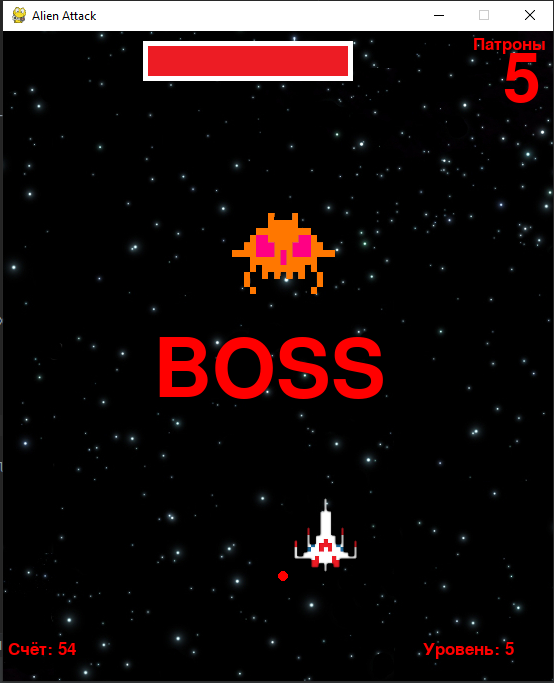 Alien Attack
Патроны
5
BOSS
Счёт: 54
Уровень: 5